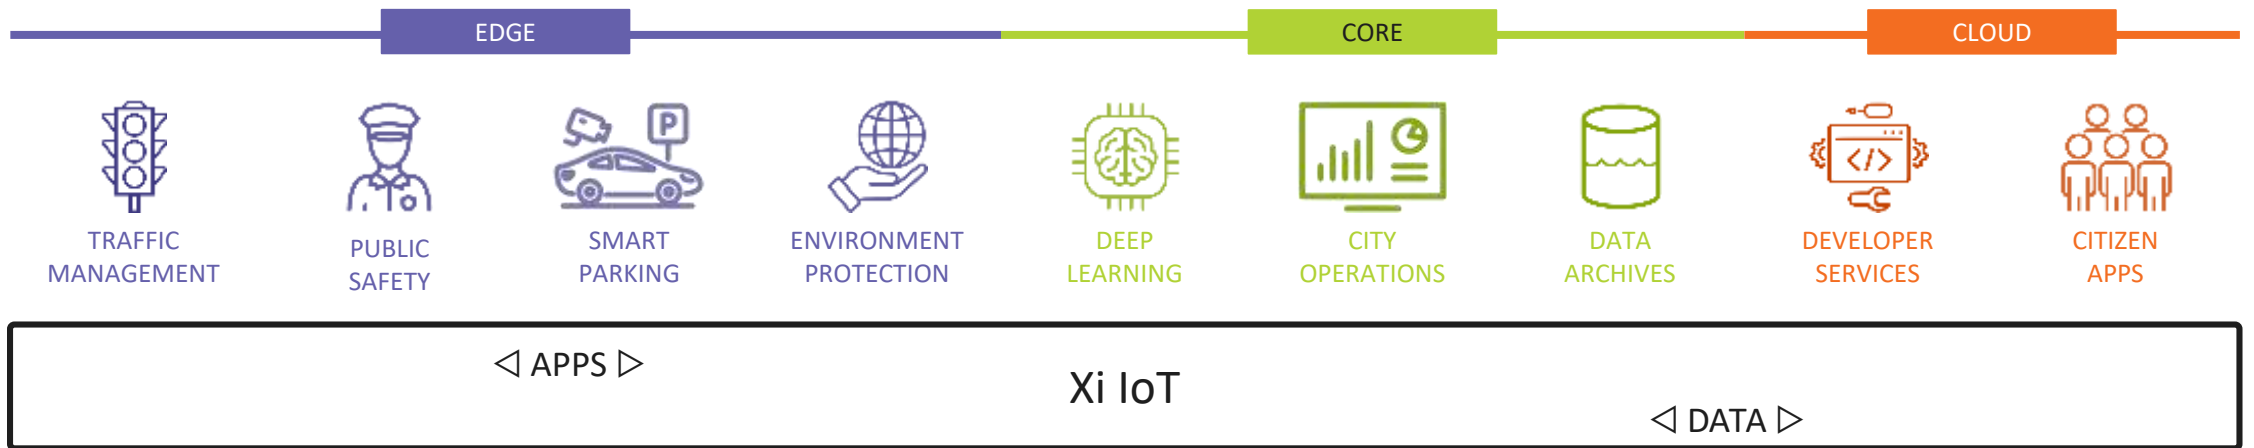 EDGE
CORE
CLOUD
P
</>
TRAFFIC
MANAGEMENT
PUBLIC
SAFETY
SMART
PARKING
ENVIRONMENT
PROTECTION
DEEP
LEARNING
CITY
OPERATIONS
DATA
ARCHIVES
DEVELOPER
SERVICES
CITIZEN
APPS
◁ APPS ▷
Xi IoT
◁ DATA ▷